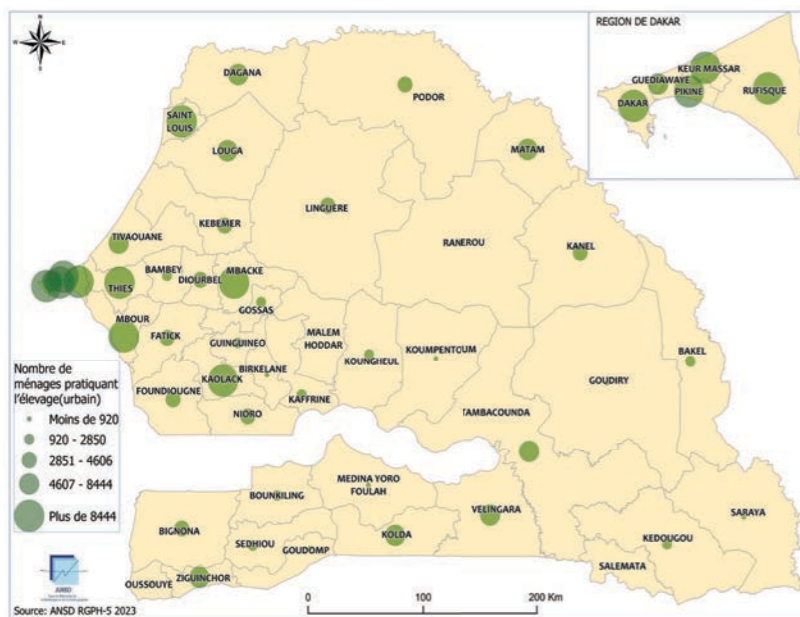 REGION DE DAKAR
KEUR MASSAR
GUEDIAWAYE
PIKINE
RUFISQUE
DAKAR
N
W
E
S
DAGANA
PODOR
SAINT
LOUIS
LOUGA
MATAM
LINGUERE
KEBEMER
TIVAOUANE
RANEROU
KANEL
BAMBEY
DIOURBEL
MBACKE
THIES
GOSSAS
MBOUR
FATICK
GUINGUINEO
MALEM
HODDAR
KOUNGHEUL
KOUMPENTOUM
BAKEL
BIRKELANE
GOUDIRY
KAOLACK
FOUNDIOUGNE
KAFFRINE
NIORO
TAMBACOUNDA
MEDINA YORO
FOULAH
BOUNKILING
VELINGARA
SARAYA
BIGNONA
KOLDA
SEDHIOU
GOUDOMP
KEDOUGOU
SALEMATA
OUSSOUYE
ZIGUINCHOR
Nombre de
ménages pratiquant
l'élevage(urbain)
Moins de 920
920 - 2850
2851 - 4606
4607 - 8444
Plus de 8444
ANSD
Source: ANSD RGPH-5 2023
0 100 200 Km